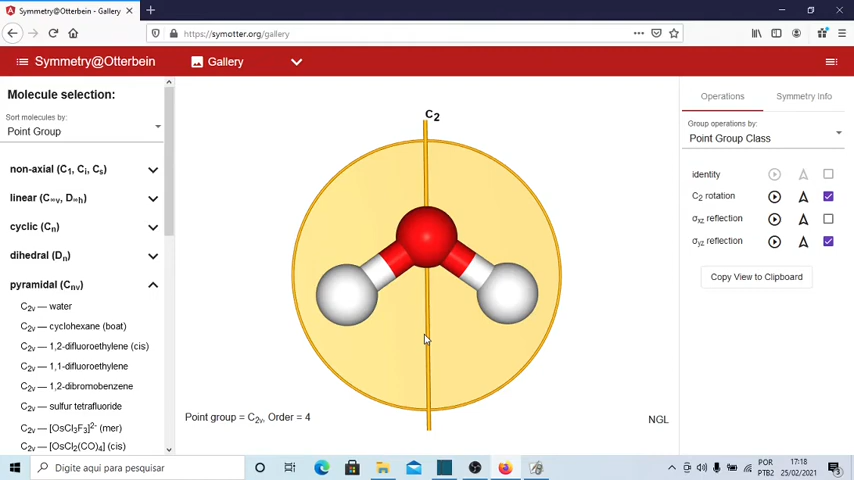 Symmetry@Otterbein - Gallery
https://symotter.org/gallery
Symmetry@Otterbein
Gallery
Molecule selection:
Sort molecules by:
Point Group
non-axial (C₁, Cᵢ, Cₛ)
linear (C∞ᵥ, D∞ₕ)
cyclic (Cₙ)
dihedral (Dₙ)
pyramidal (Cₙᵥ)
C₂ᵥ — water
C₂ᵥ — cyclohexane (boat)
C₂ᵥ — 1,2-difluoroethylene (cis)
C₂ᵥ — 1,1-difluoroethylene
C₂ᵥ — 1,2-dibromobenzene
C₂ᵥ — sulfur tetrafluoride
C₂ᵥ — [OsCl₃F₃]²⁻ (mer)
C₂ᵥ — [OsCl₂(CO)₄] (cis)
C₂
Point group = C₂ᵥ, Order = 4
NGL
Operations
Symmetry Info
Group operations by:
Point Group Class
identity
C₂ rotation
σxz reflection
σyz reflection
Copy View to Clipboard
Digite aqui para pesquisar
POR
PTB2
17:18
25/02/2021
3